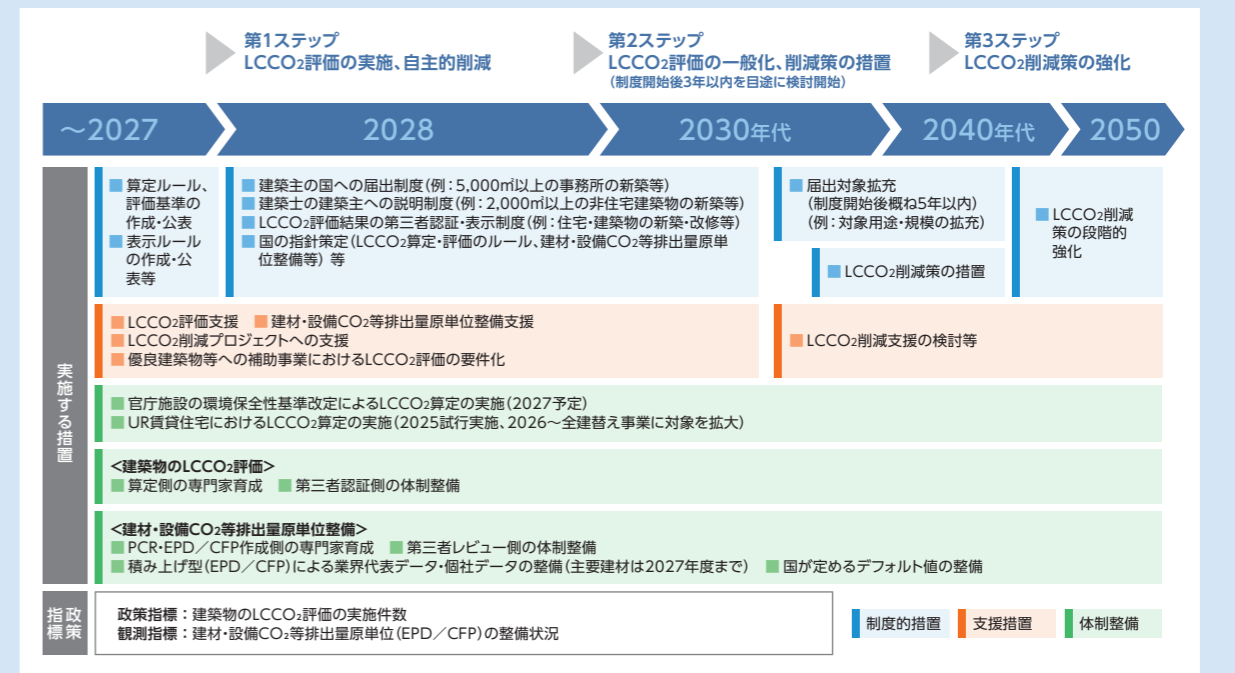 第1ステップ
LCCO₂評価の実施、自主的削減
第2ステップ
LCCO₂評価の一般化、削減策の措置
（制度開始後3年以内を目途に検討開始）
第3ステップ
LCCO₂削減策の強化
～2027
2028
2030年代
2040年代
2050
実施する措置
■算定ルール、
評価基準の
作成・公表
■表示ルール
の作成・公
表等
■建築主の国への届出制度（例：5,000㎡以上の事務所の新築等）
■建築士の建築主への説明制度（例：2,000㎡以上の非住宅建築物の新築等）
■LCCO₂評価結果の第三者認証・表示制度（例：住宅・建築物の新築・改修等）
■国の指針策定（LCCO₂算定・評価のルール、建材・設備CO₂等排出量原単
位整備等） 等
■届出対象拡充
（制度開始後概ね5年以内）
（例：対象用途・規模の拡充）
■LCCO₂削減策の措置
■LCCO₂削減
策の段階的
強化
■LCCO₂評価支援 ■建材・設備CO₂等排出量原単位整備支援
■LCCO₂削減プロジェクトへの支援
■優良建築物等への補助事業におけるLCCO₂評価の要件化
■LCCO₂削減支援の検討等
■官庁施設の環境保全性基準改定によるLCCO₂算定の実施（2027予定）
■UR賃貸住宅におけるLCCO₂算定の実施（2025試行実施、2026～全建替え事業に対象を拡大）
＜建築物のLCCO₂評価＞
■算定側の専門家育成 ■第三者認証側の体制整備
＜建材・設備CO₂等排出量原単位整備＞
■PCR・EPD／CFP作成側の専門家育成 ■第三者レビュー側の体制整備
■積み上げ型（EPD／CFP）による業界代表データ・個社データの整備（主要建材は2027年度まで） ■国が定めるデフォルト値の整備
政策
指標
政策指標：建築物のLCCO₂評価の実施件数
観測指標：建材・設備CO₂等排出量原単位（EPD／CFP）の整備状況
制度的措置
支援措置
体制整備